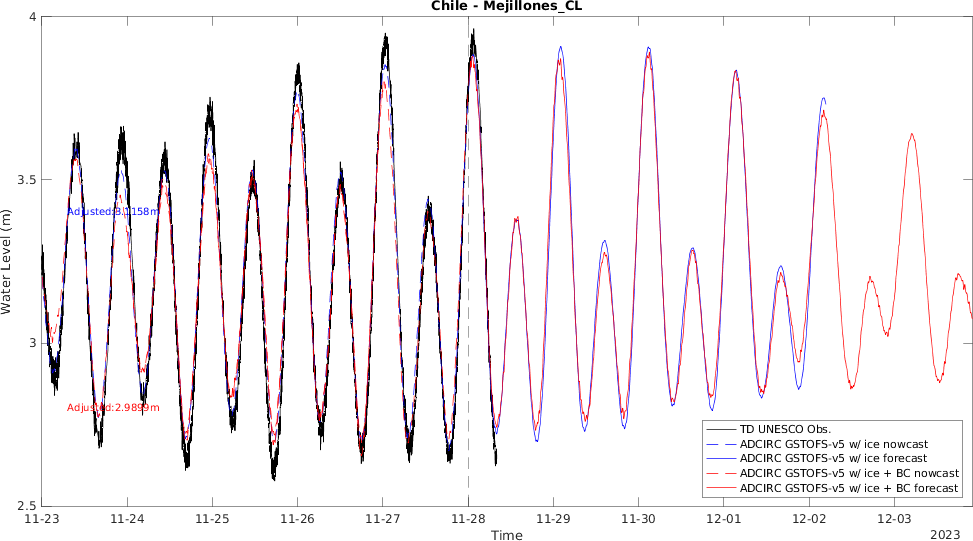 Chile - Mejillones_CL
4
3.5
3
2.5
Water Level (m)
Adjusted:3.1158m
Adjusted:2.9899m
TD UNESCO Obs.
ADCIRC GSTOFS-v5 w/ ice nowcast
ADCIRC GSTOFS-v5 w/ ice forecast
ADCIRC GSTOFS-v5 w/ ice + BC nowcast
ADCIRC GSTOFS-v5 w/ ice + BC forecast
11-23 11-24 11-25 11-26 11-27 11-28 11-29 11-30 12-01 12-02 12-03
Time
2023